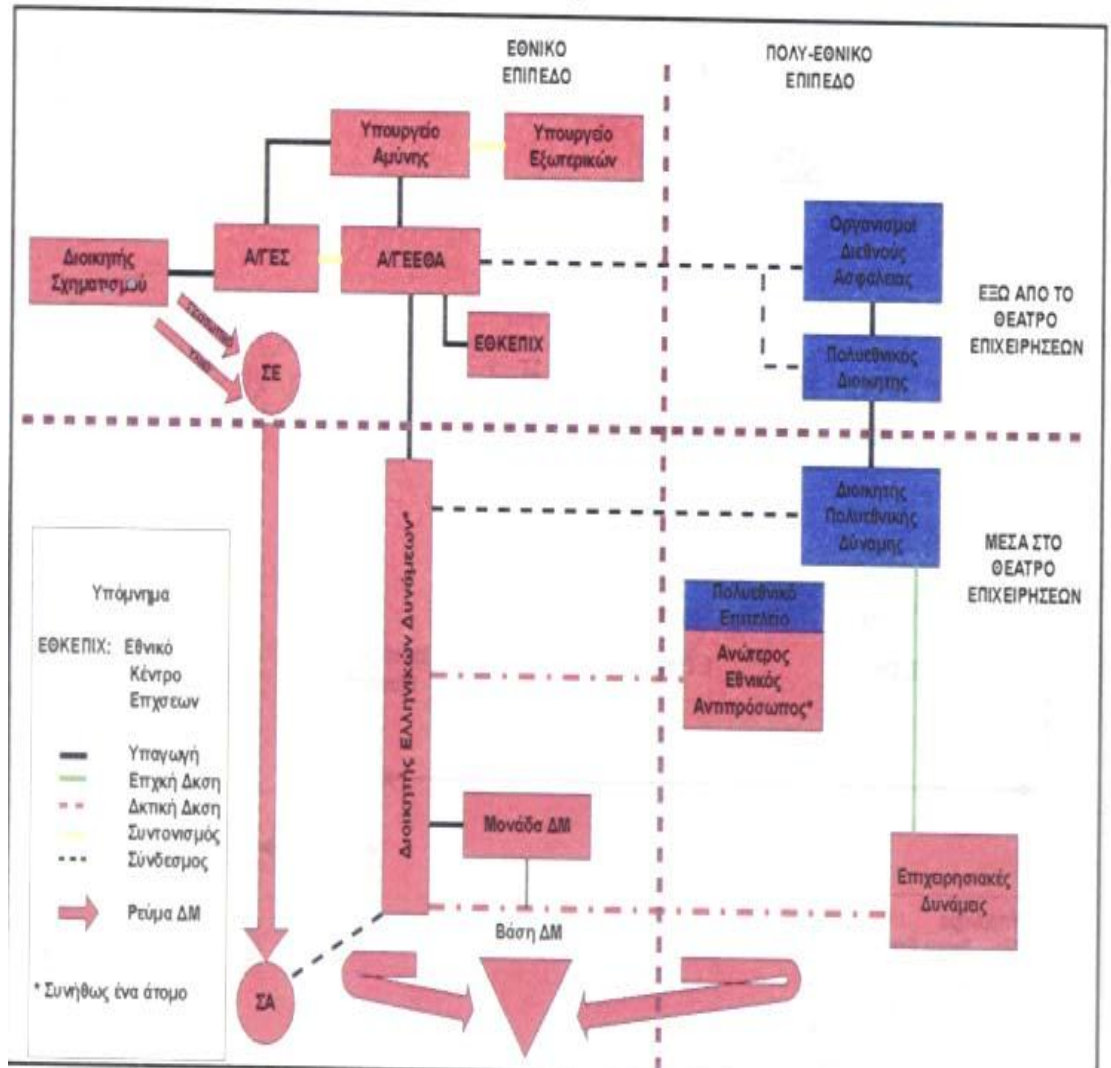 ΕΘΝΙΚΟ
ΕΠΙΠΕΔΟ
ΠΟΛΥ-ΕΘΝΙΚΟ
ΕΠΙΠΕΔΟ
Υπουργείο
Αμύνης
Υπουργείο
Εξωτερικών
Διοικητής
Σχηματισμού
Α/ΓΕΣ
Α/ΓΕΕΘΑ
Οργανισμοί
Διεθνούς
Ασφάλειας
ΕΞΩ ΑΠΟ ΤΟ
ΘΕΑΤΡΟ
ΕΠΙΧΕΙΡΗΣΕΩΝ
ΕΘΚΕΠΙΧ
Πολυεθνικός
Διοικητής
ΣΕ
Διοικητής
Πολυεθνικής
Δύναμης
ΜΕΣΑ ΣΤΟ
ΘΕΑΤΡΟ
ΕΠΙΧΕΙΡΗΣΕΩΝ
Διοικητής Ελληνικών Δυνάμεων*
Πολυεθνικό
Επιτελείο
Ανώτερος
Εθνικός
Αντιπρόσωπος*
Μονάδα ΔΜ
Επιχειρησιακές
Δυνάμεις
Βάση ΔΜ
ΣΑ
Υπόμνημα
ΕΘΚΕΠΙΧ: Εθνικό
Κέντρο
Επχσεων
Υπαγωγή
Επχκή Δκση
Δκτική Δκση
Συντονισμός
Σύνδεσμος
Ρεύμα ΔΜ
* Συνήθως ένα άτομο